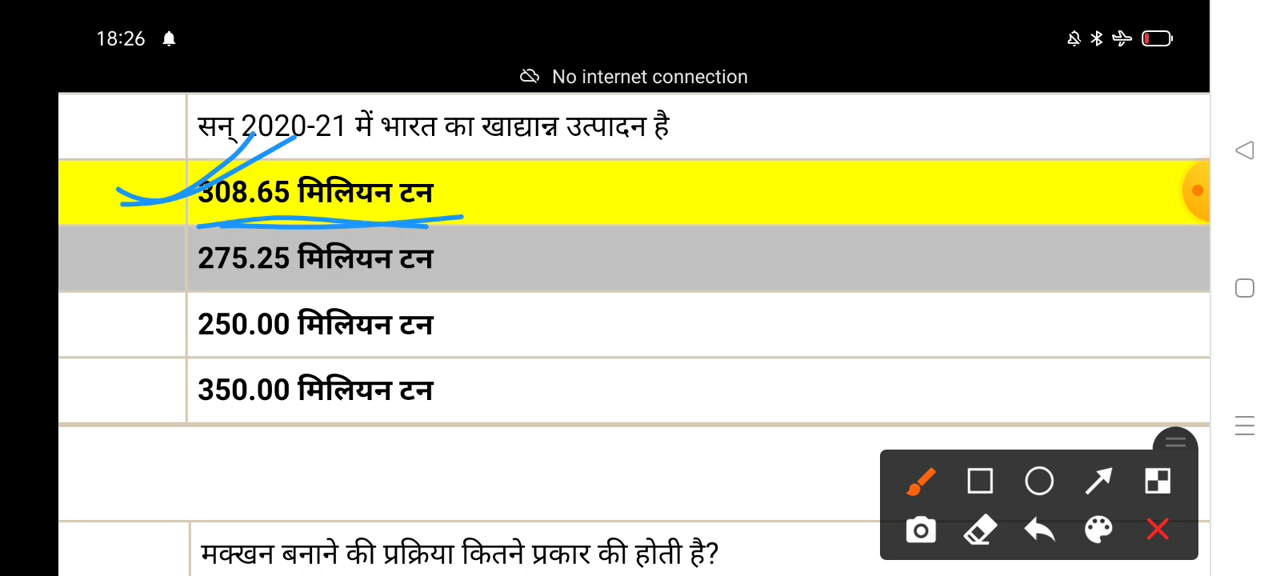 18:26
No internet connection
सन् 2020-21 में भारत का खाद्यान्न उत्पादन है
308.65 मिलियन टन
275.25 मिलियन टन
250.00 मिलियन टन
350.00 मिलियन टन
मक्खन बनाने की प्रक्रिया कितने प्रकार की होती है?